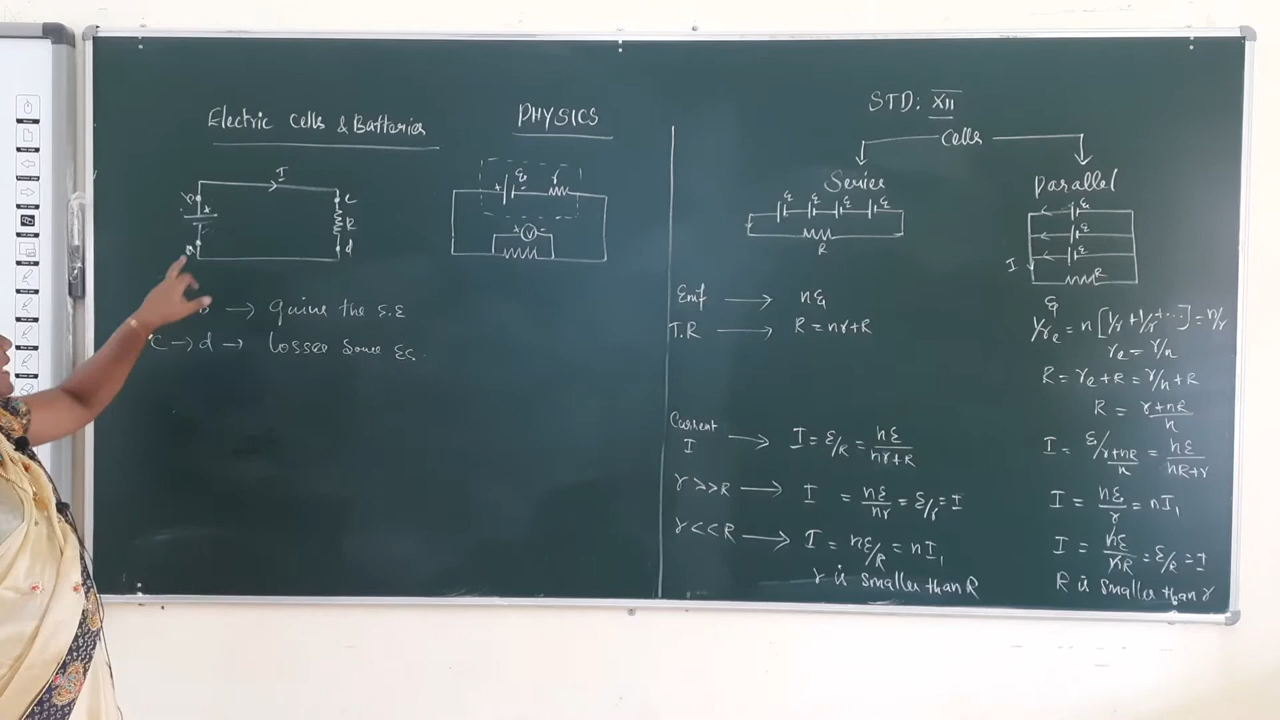 Electric Cells & Batteries
PHYSICS
I
b
+
-
a
c
R
d
+ ε - r
+ V -
→ Gains the S.E
C → d → Losses Some Es.
STD: XII
Cells
Series
ε ε ε ε
R
Emf → nε
T.R → R = nr+R
Current
I → I = ε/R = nε/nr+R
r>>R → I = nε/nr = ε/r = I
r<<R → I = nε/R = nI₁
r is smaller than R
parallel
ε
ε
ε
I
R
ε
1/re = n [1/r + 1/r + ...] = n/r
re = r/n
R = re + R = r/n + R
R = r+nR/n
I = ε/r+nR/n = nε/nR+r
I = nε/r = nI₁
I = nε/nR = ε/R = I
R is smaller than r